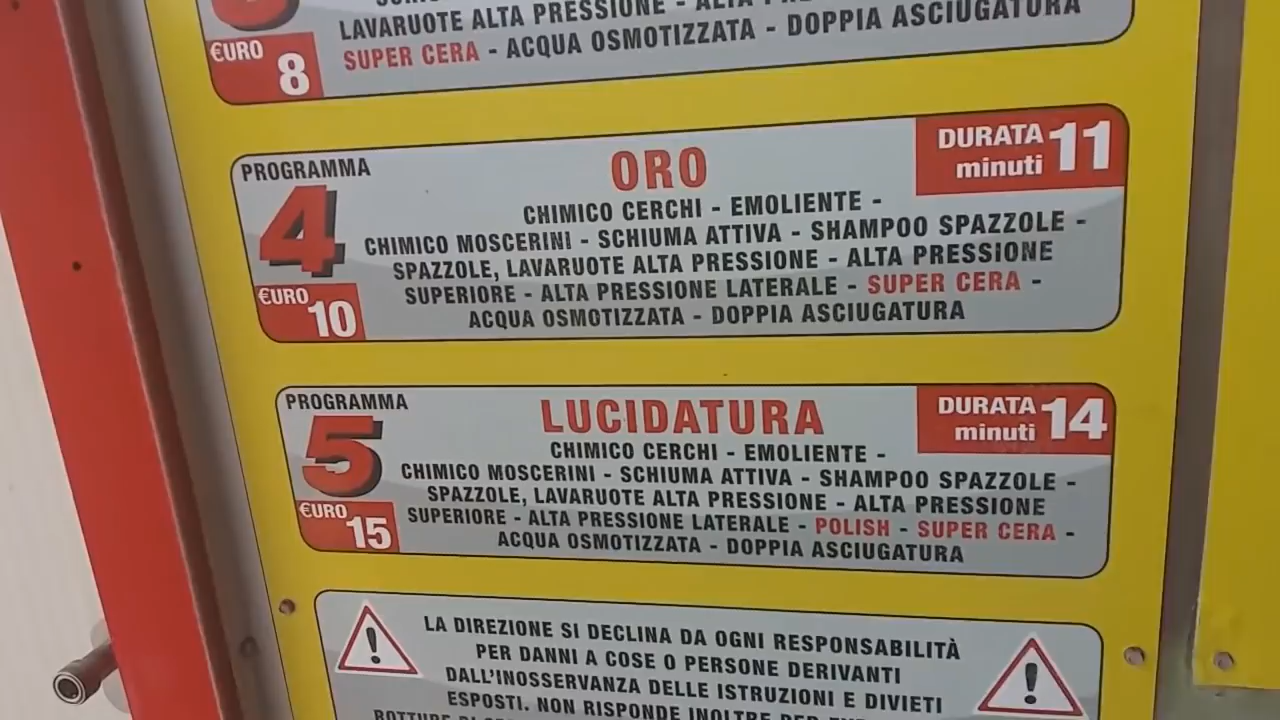 LAVARUOTE ALTA PRESSIONE -
SUPER CERA - ACQUA OSMOTIZZATA - DOPPIA ASCIUGATURA
€URO
8
PROGRAMMA
4
€URO
10
ORO
DURATA
minuti 11
CHIMICO CERCHI - EMOLIENTE -
CHIMICO MOSCERINI - SCHIUMA ATTIVA - SHAMPOO SPAZZOLE -
SPAZZOLE, LAVARUOTE ALTA PRESSIONE - ALTA PRESSIONE
SUPERIORE - ALTA PRESSIONE LATERALE - SUPER CERA -
ACQUA OSMOTIZZATA - DOPPIA ASCIUGATURA
PROGRAMMA
5
€URO
15
LUCIDATURA
DURATA
minuti 14
CHIMICO CERCHI - EMOLIENTE -
CHIMICO MOSCERINI - SCHIUMA ATTIVA - SHAMPOO SPAZZOLE -
SPAZZOLE, LAVARUOTE ALTA PRESSIONE - ALTA PRESSIONE
SUPERIORE - ALTA PRESSIONE LATERALE - POLISH - SUPER CERA -
ACQUA OSMOTIZZATA - DOPPIA ASCIUGATURA
LA DIREZIONE SI DECLINA DA OGNI RESPONSABILITÀ
PER DANNI A COSE O PERSONE DERIVANTI
DALL'INOSSERVANZA DELLE ISTRUZIONI E DIVIETI
ESPOSTI. NON RISPONDE INOLTRE PER